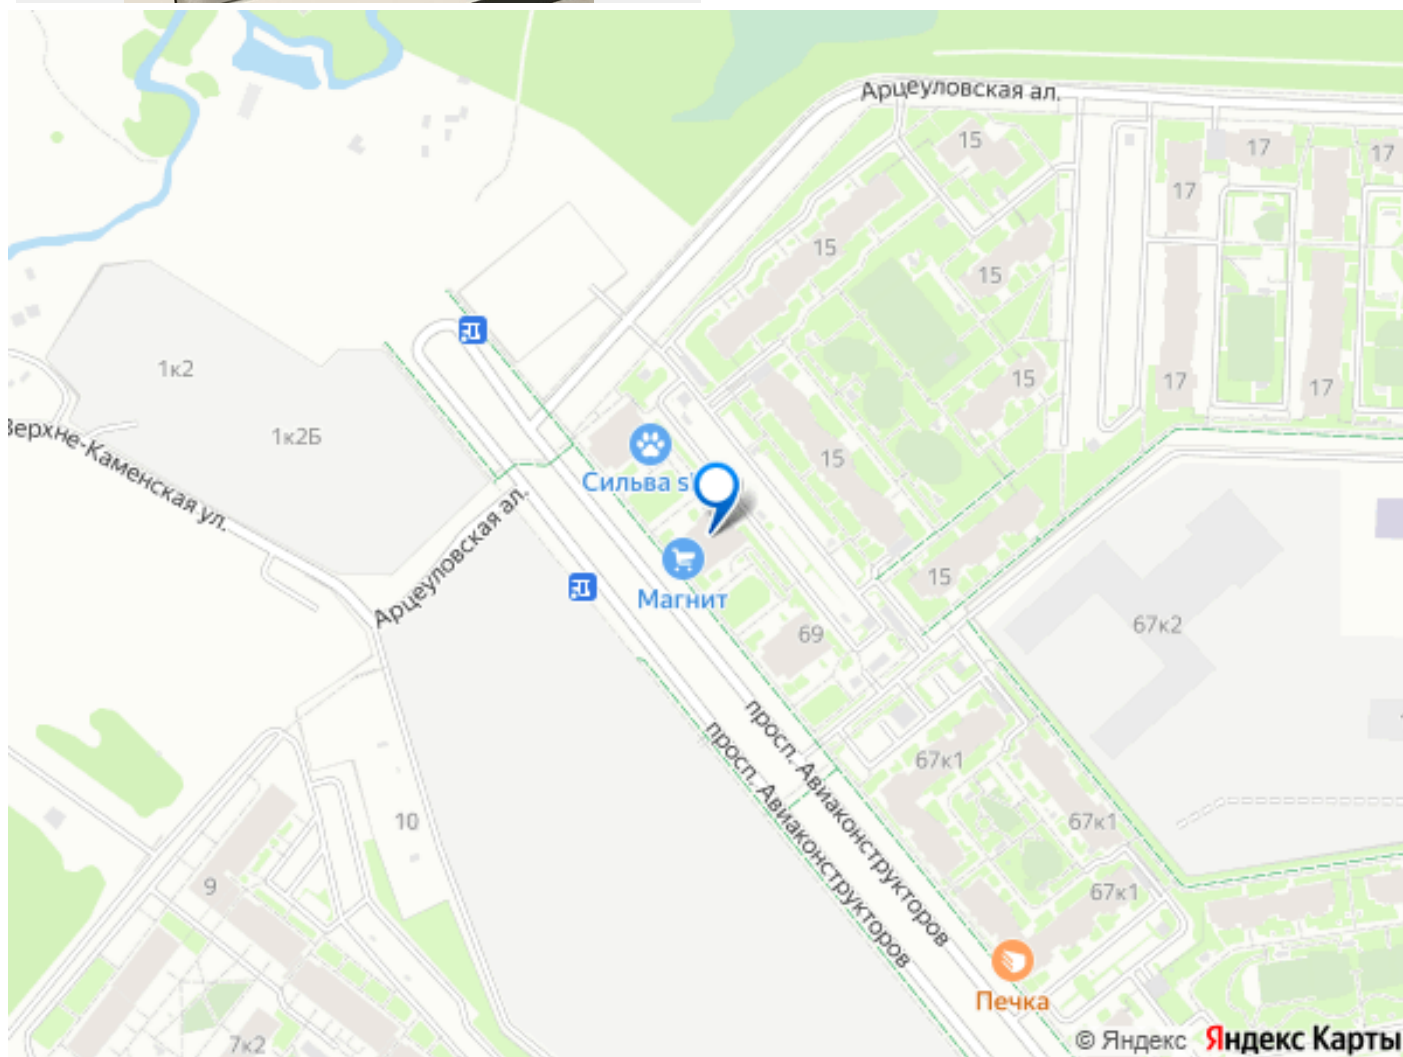 Арцеуловская ал.
15
17
17
17
15
15
1к2
15
17
17
1к2Б
Верхне-Каменская ул.
15
Сильва s
Арцеуловская ал.
15
Магнит
69
67к2
просп. Авиаконструкторов
просп. Авиаконструкторов
67к1
10
67к1
9
67к1
Печка
7к2
© Яндекс Яндекс Карты